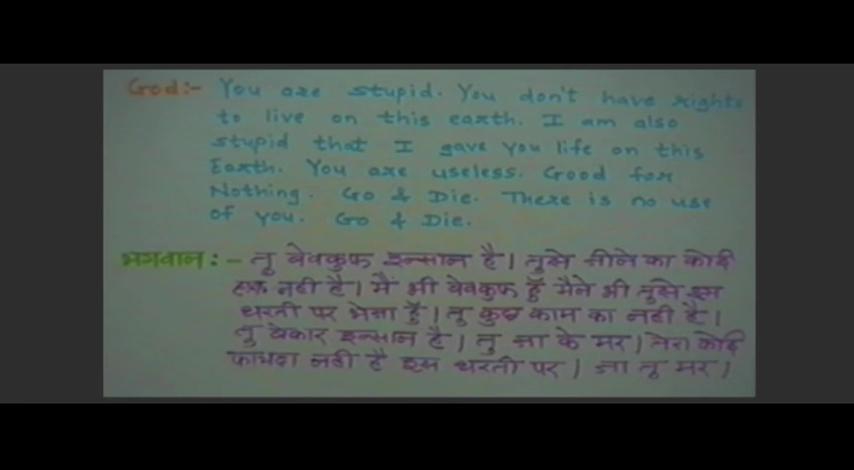 God:- You are stupid. You don't have rights
to live on this earth. I am also
stupid that I gave you life on this
Earth. You are useless. Good for
Nothing. Go & Die. There is no use
of you. Go & Die.
भगवान:- तू बेवकुफ इन्सान है। तुझे जीने का कोई
हक नही है। मैं भी बेवकुफ हुँ मैने भी तुझे इस
धरती पर भेजा हुँ। तु कुछ काम का नही है।
तु बेकार इन्सान है। तु जा के मर। तेरा कोई
फायदा नही है इस धरती पर। जा तु मर।